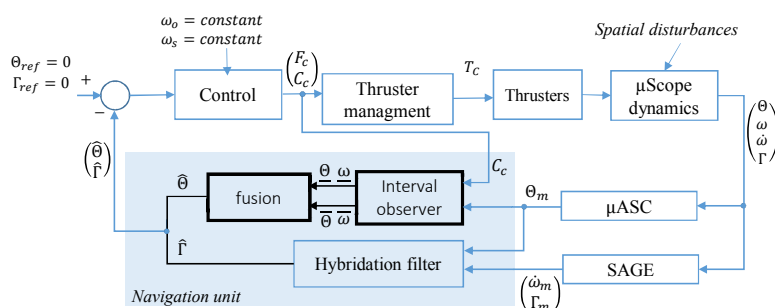 ω_o = constant
ω_s = constant
Spatial disturbances
Θ_ref = 0
Γ_ref = 0
+
−
Control
(F_c
C_c)
Thruster
managment
T_C
Thrusters
μScope
dynamics
(Θ
ω
ω̇
Γ)
(Θ̂
Γ̂)
C_c
Θ̂
fusion
Θ̲ ω̲
Θ̅ ω̅
Interval
observer
Θ_m
μASC
Γ̂
Hybridation filter
SAGE
(ω̇_m
Γ_m)
Navigation unit